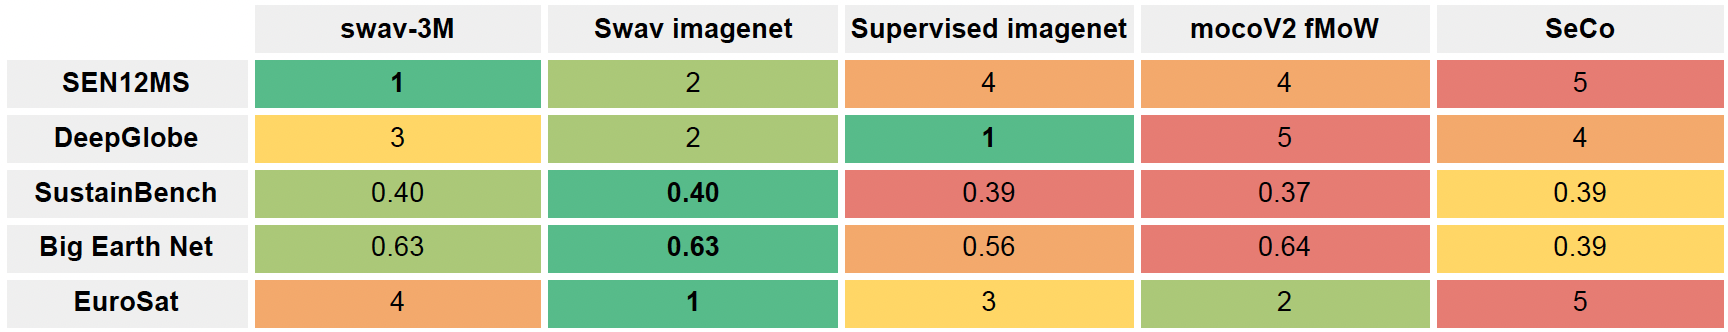 swav-3M Swav imagenet Supervised imagenet mocoV2 fMoW SeCo
SEN12MS 1 2 4 4 5
DeepGlobe 3 2 1 5 4
SustainBench 0.40 0.40 0.39 0.37 0.39
Big Earth Net 0.63 0.63 0.56 0.64 0.39
EuroSat 4 1 3 2 5